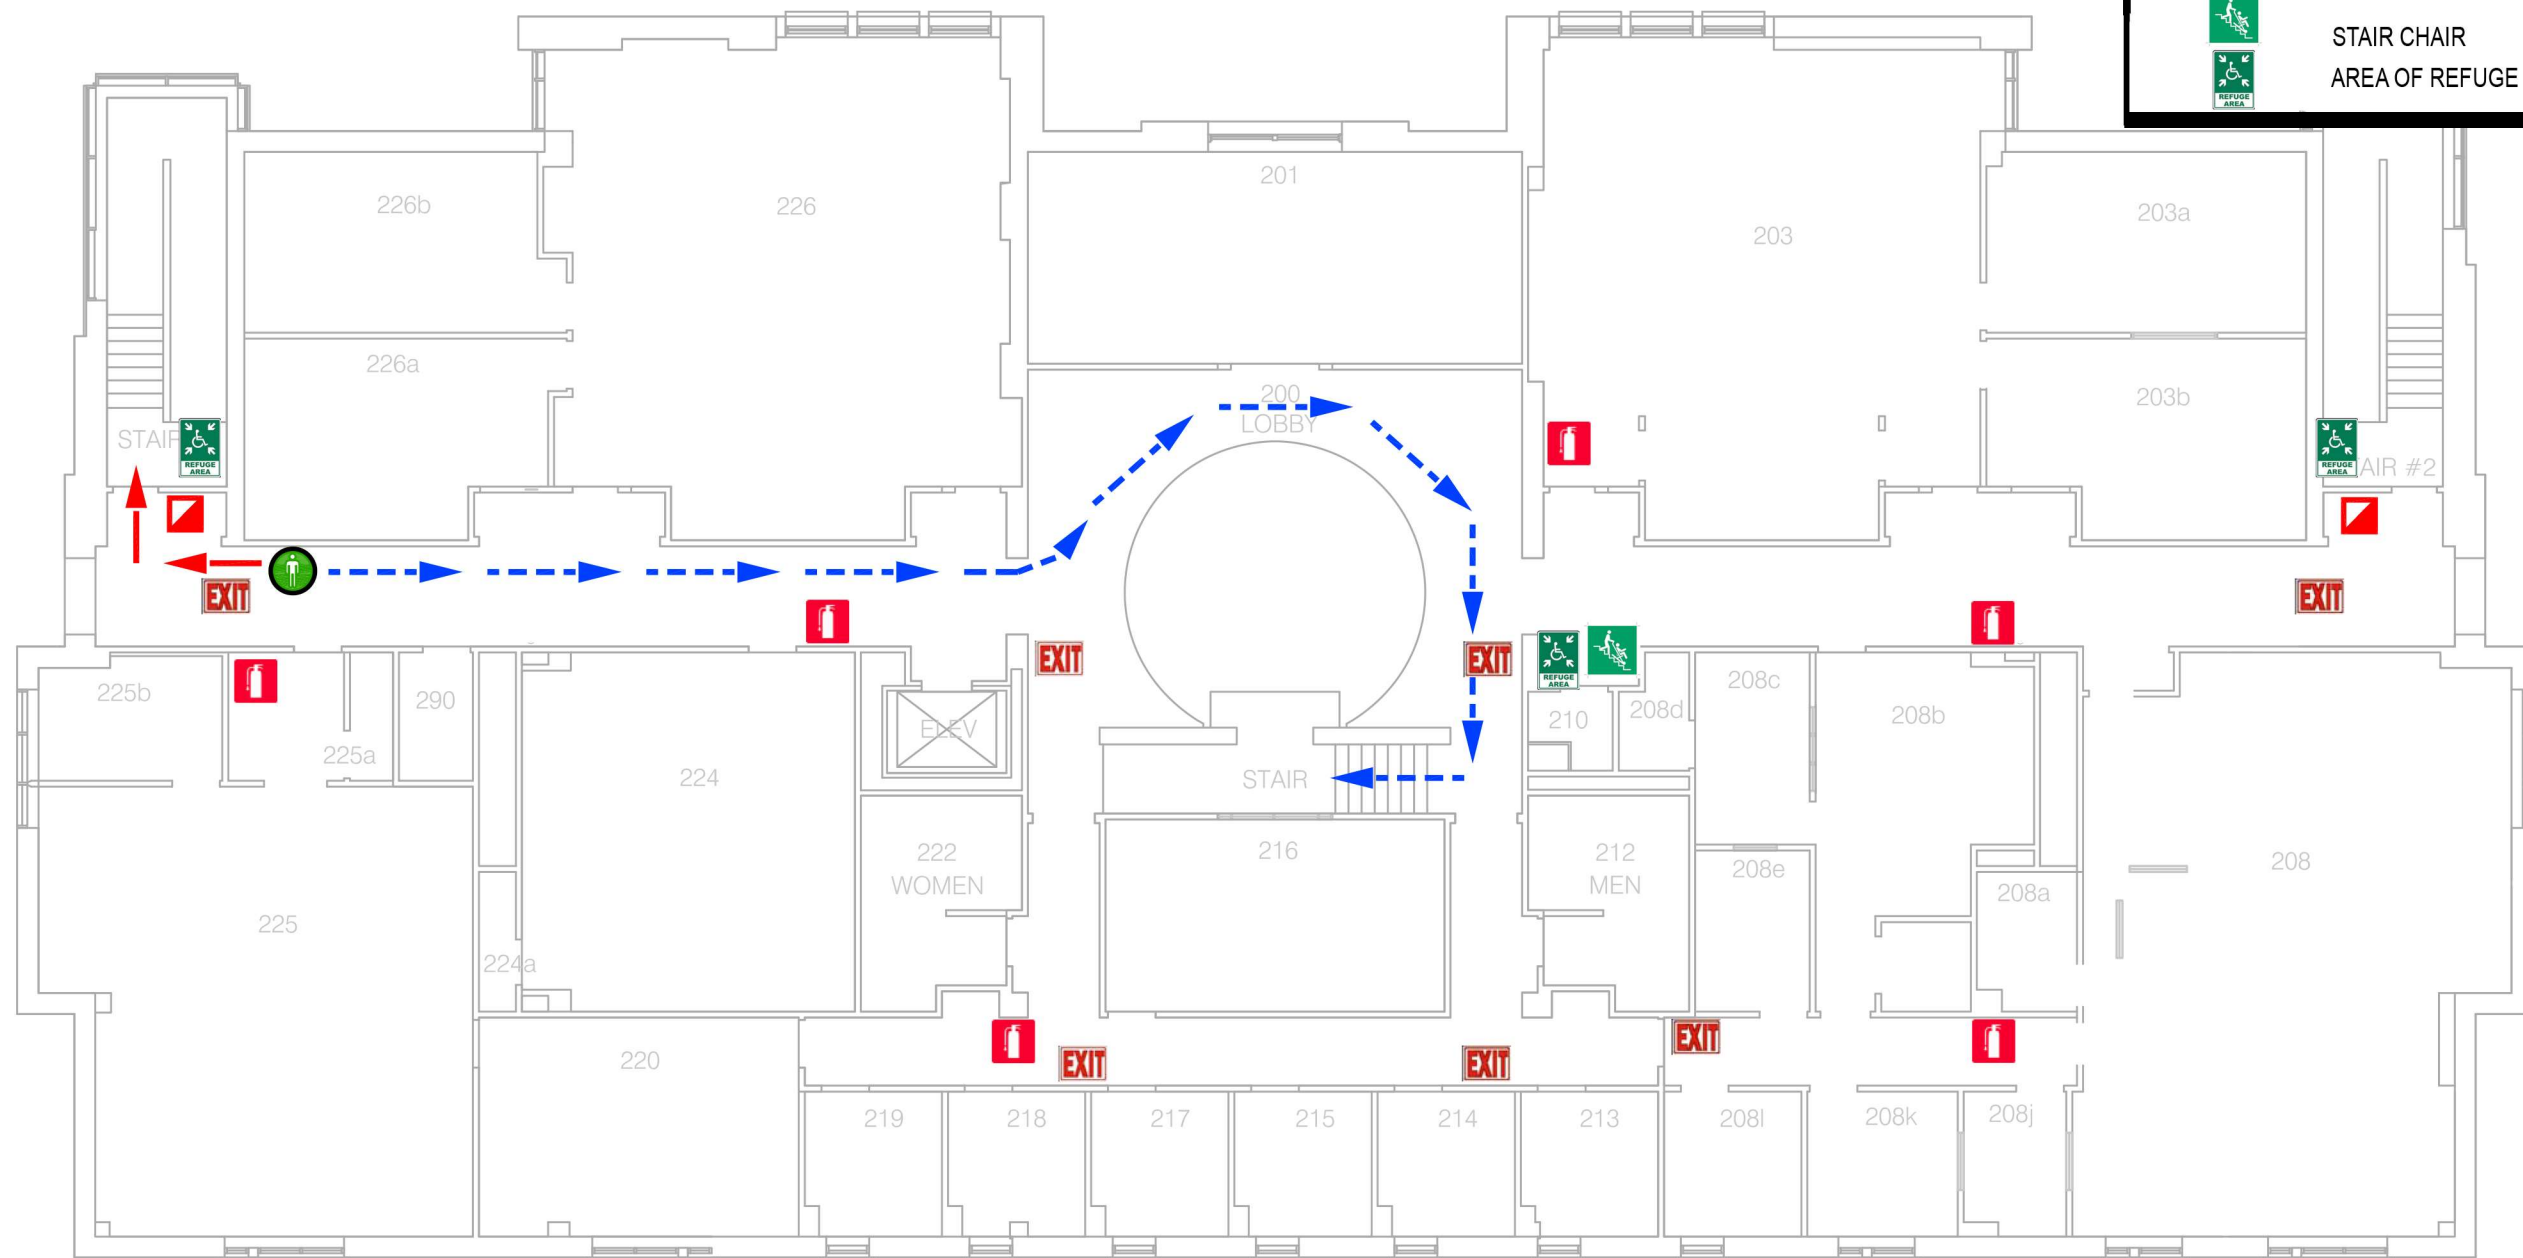 STAIR CHAIR
AREA OF REFUGE
REFUGE
AREA
226b
226
201
203
203a
226a
200
LOBBY
203b
STAIR
REFUGE
AREA
REFUGE
AREA
AIR #2
EXIT
EXIT
EXIT
EXIT
REFUGE
AREA
225b
290
225a
224
ELEV
STAIR
210
208d
208c
208b
222
WOMEN
216
212
MEN
208e
208a
208
225
224a
220
EXIT
EXIT
EXIT
219
218
217
215
214
213
208l
208k
208j